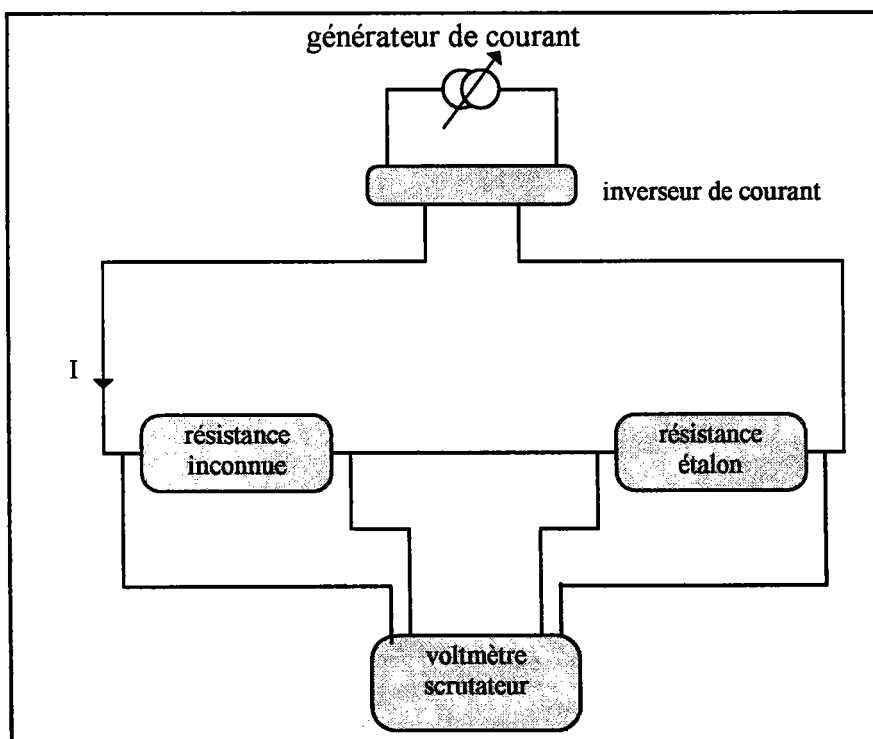 générateur de courant
inverseur de courant
I
résistance
inconnue
résistance
étalon
voltmètre
scrutateur